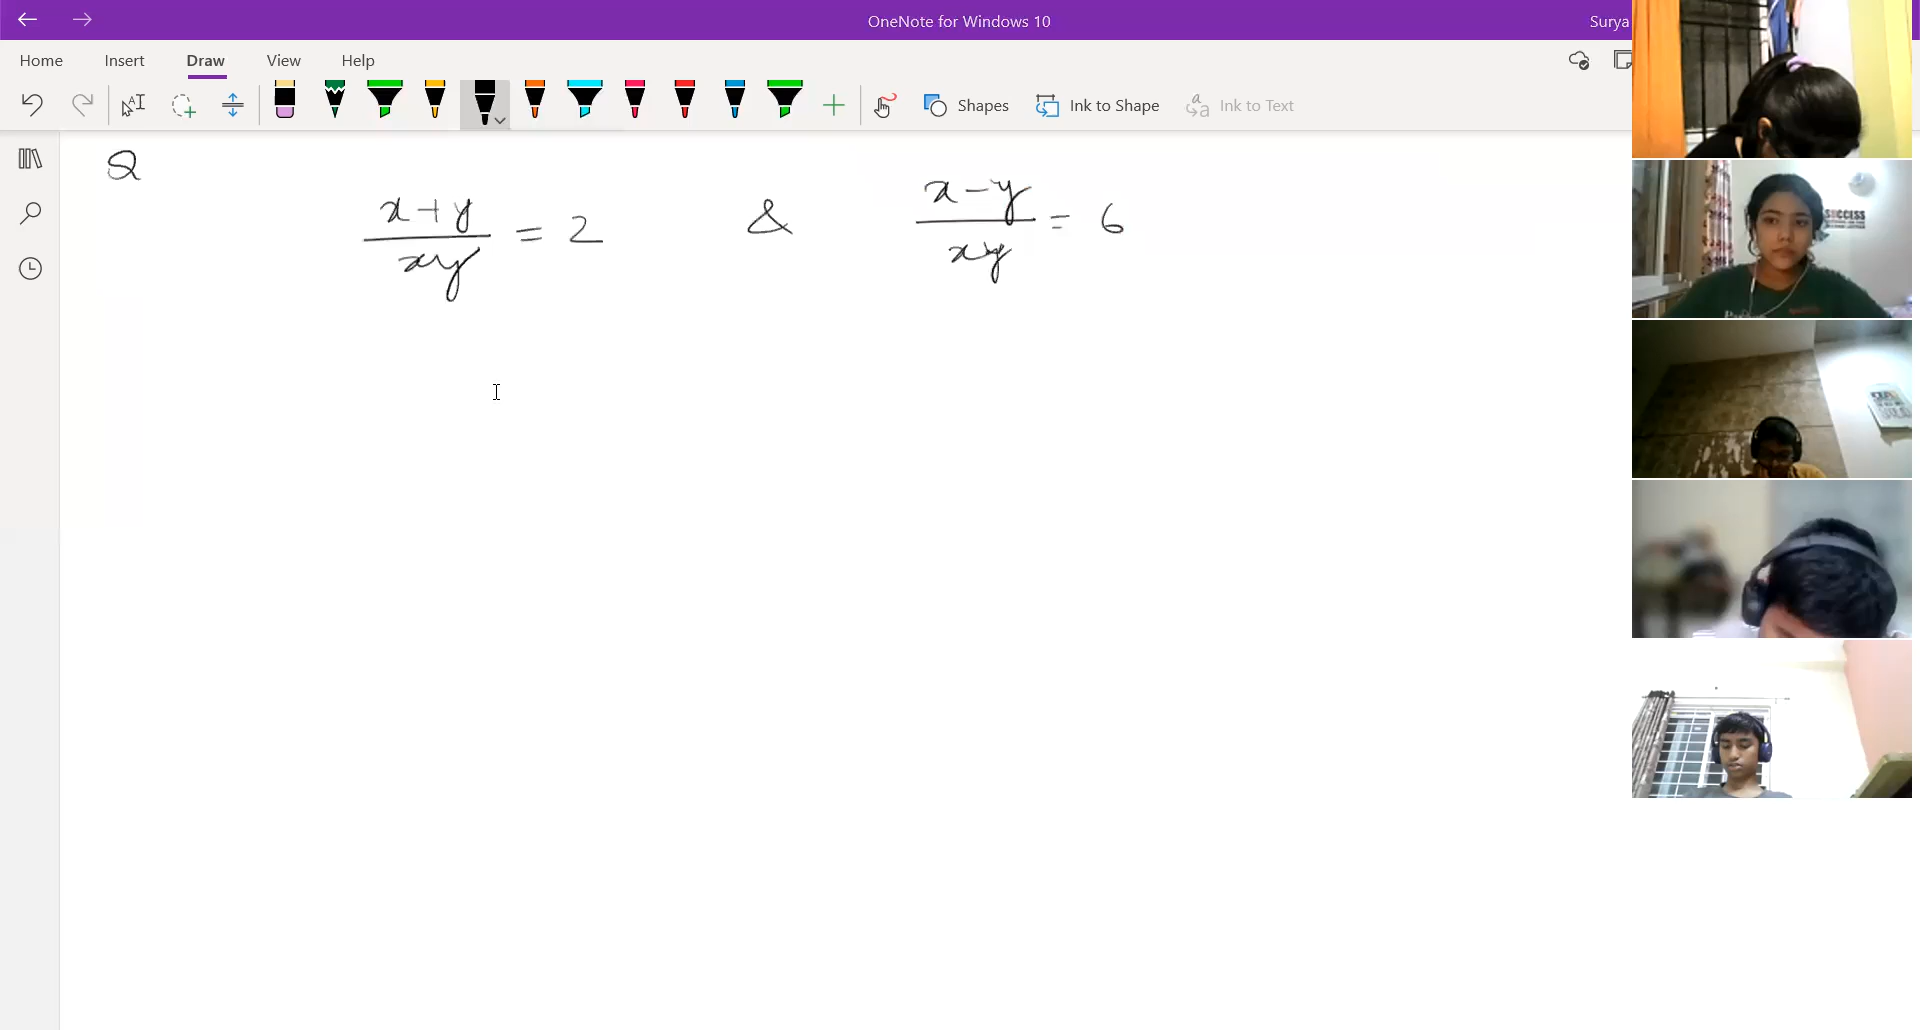 OneNote for Windows 10
Surya
Home Insert Draw View Help
Shapes Ink to Shape Ink to Text
Q
x+y/xy = 2 & x-y/xy = 6
SUCCESS